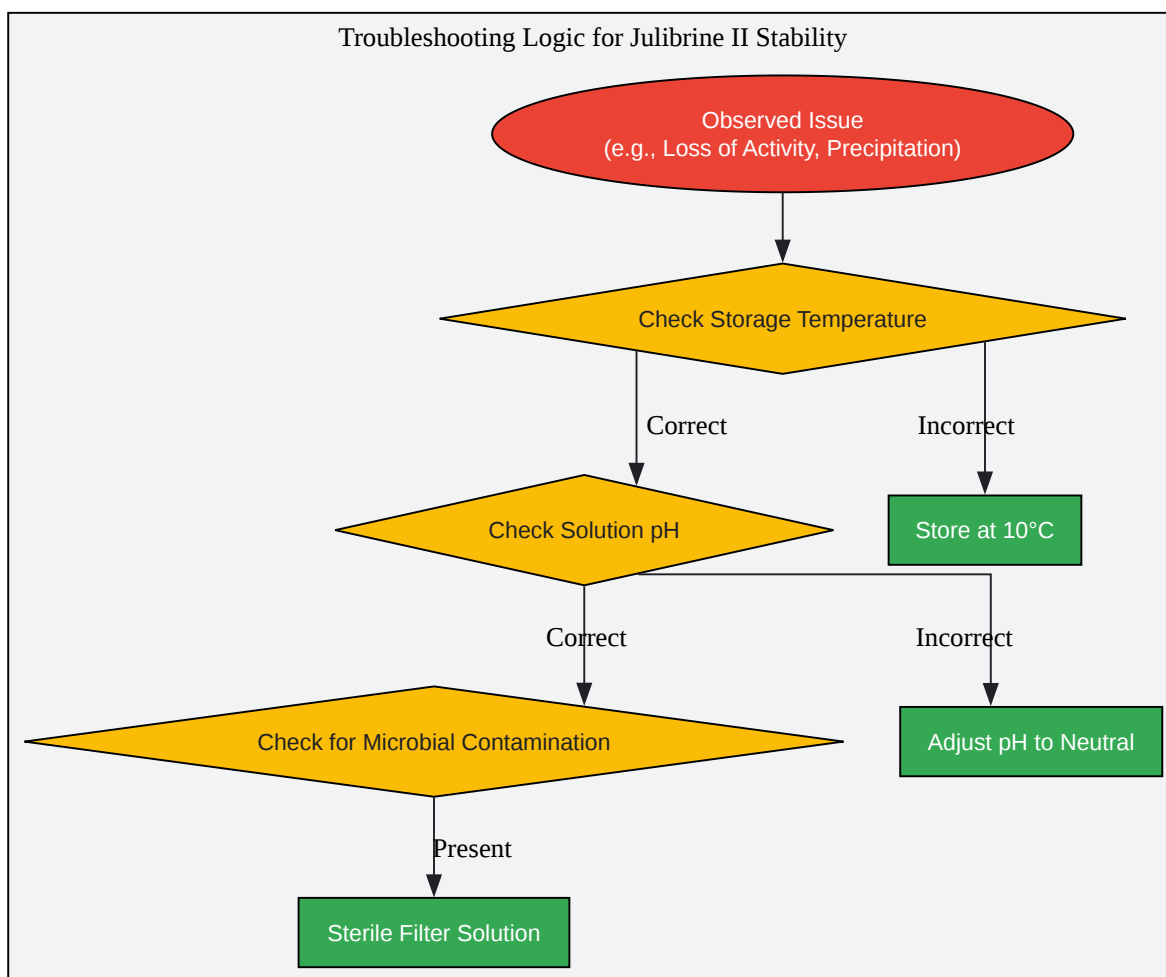 Troubleshooting Logic for Julibrine II Stability
Observed Issue
(e.g., Loss of Activity, Precipitation)
Check Storage Temperature
Correct
Incorrect
Check Solution pH
Store at 10°C
Correct
Incorrect
Check for Microbial Contamination
Adjust pH to Neutral
Present
Sterile Filter Solution